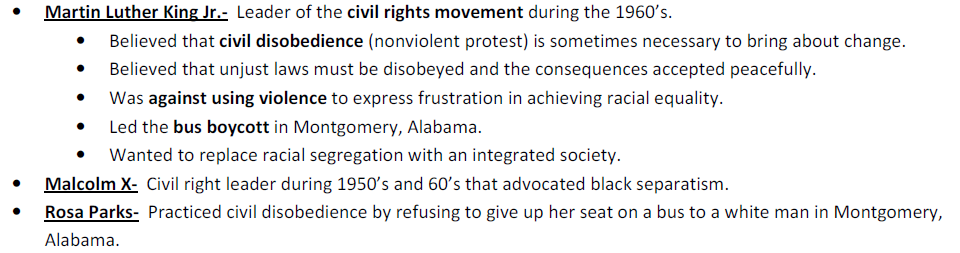 • Martin Luther King Jr.- Leader of the civil rights movement during the 1960’s.
• Believed that civil disobedience (nonviolent protest) is sometimes necessary to bring about change.
• Believed that unjust laws must be disobeyed and the consequences accepted peacefully.
• Was against using violence to express frustration in achieving racial equality.
• Led the bus boycott in Montgomery, Alabama.
• Wanted to replace racial segregation with an integrated society.
• Malcolm X- Civil right leader during 1950’s and 60’s that advocated black separatism.
• Rosa Parks- Practiced civil disobedience by refusing to give up her seat on a bus to a white man in Montgomery,
Alabama.